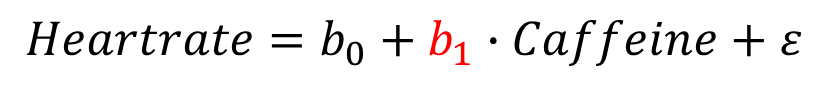 Heartrate = b₀ + b₁ · Caffeine + ε